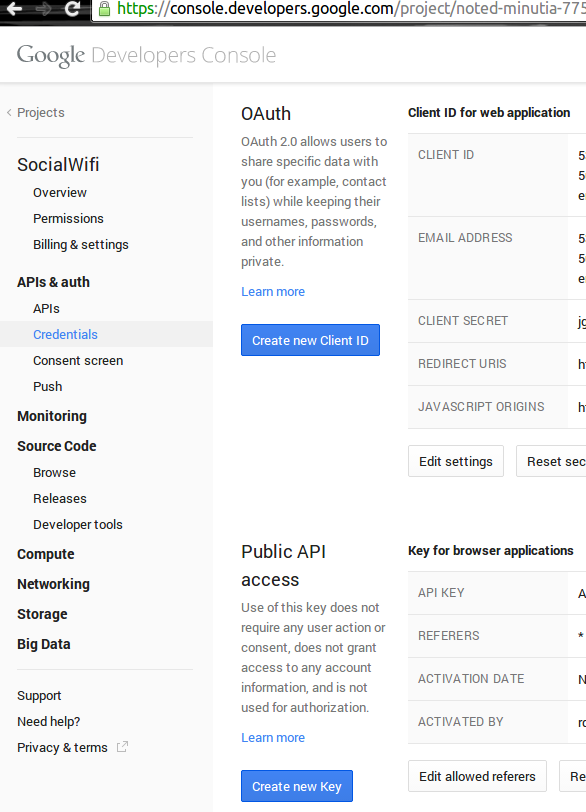 https://console.developers.google.com/project/noted-minutia-775
Google Developers Console
Projects
SocialWifi
Overview
Permissions
Billing & settings
APIs & auth
APIs
Credentials
Consent screen
Push
Monitoring
Source Code
Browse
Releases
Developer tools
Compute
Networking
Storage
Big Data
Support
Need help?
Privacy & terms
OAuth
OAuth 2.0 allows users to
share specific data with
you (for example, contact
lists) while keeping their
usernames, passwords,
and other information
private.
Learn more
Create new Client ID
Client ID for web application
CLIENT ID
EMAIL ADDRESS
CLIENT SECRET
REDIRECT URIS
JAVASCRIPT ORIGINS
Edit settings
Reset sec
Public API
access
Use of this key does not
require any user action or
consent, does not grant
access to any account
information, and is not
used for authorization.
Learn more
Create new Key
Key for browser applications
API KEY
REFERERS *
ACTIVATION DATE
ACTIVATED BY
Edit allowed referers
Re